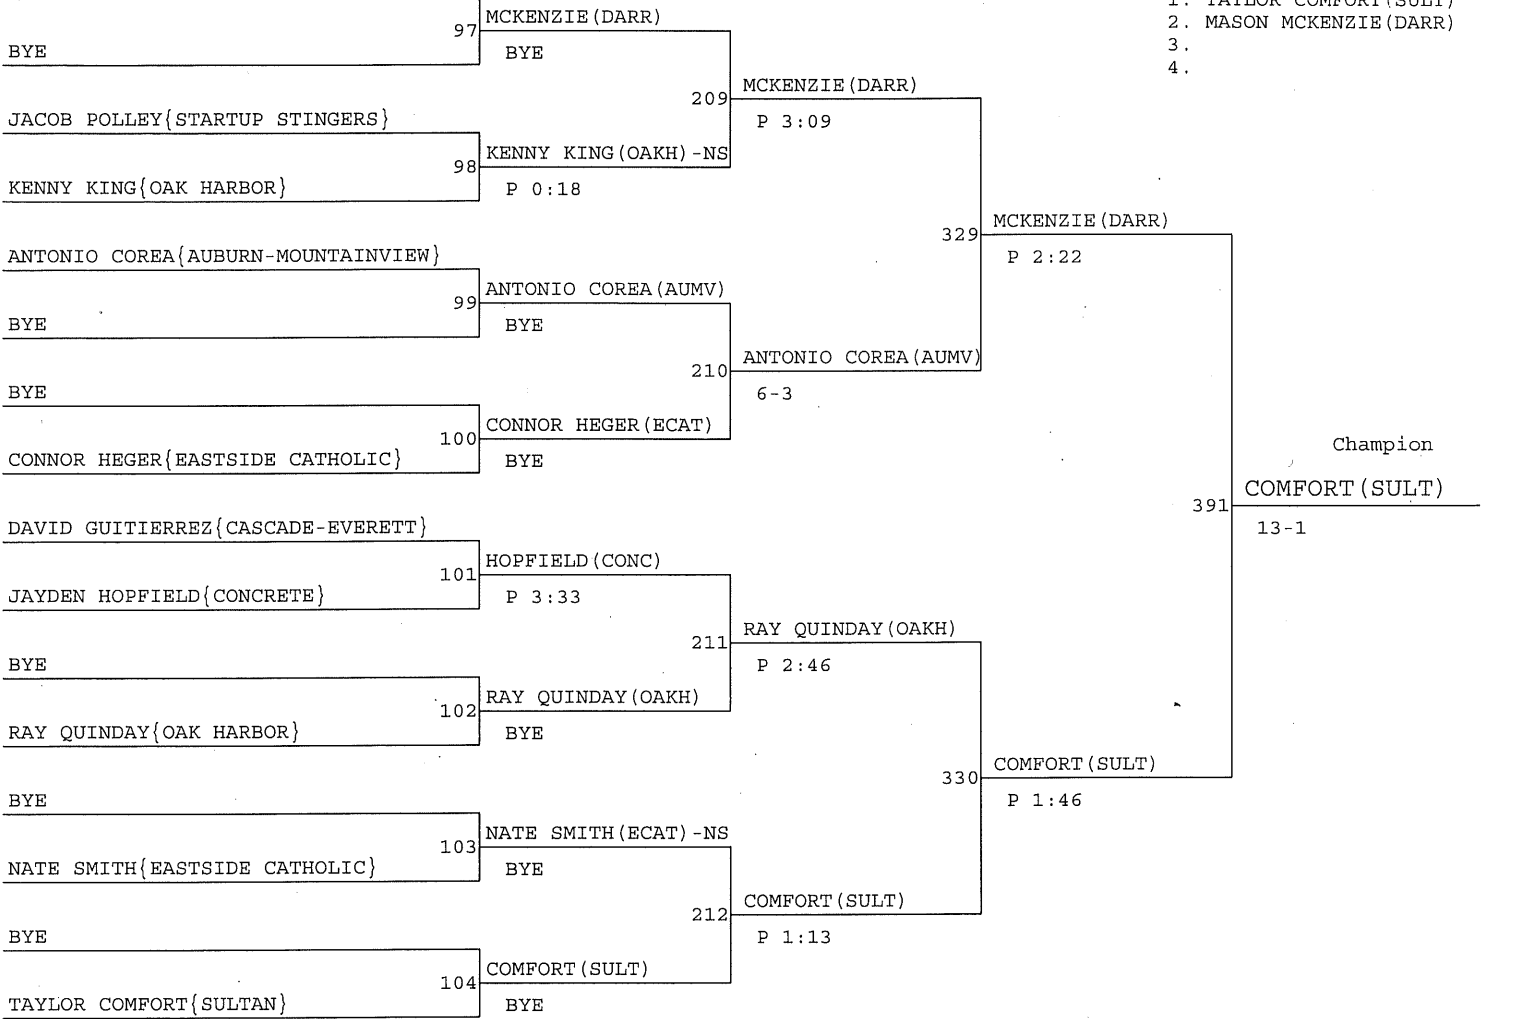 1. TAYLOR COMFORT(SULT)
MCKENZIE(DARR)
2. MASON MCKENZIE(DARR)
97
3.
BYE
BYE
4.
MCKENZIE(DARR)
209
JACOB POLLEY{STARTUP STINGERS}
P 3:09
KENNY KING(OAKH)-NS
98
KENNY KING{OAK HARBOR}
P 0:18
MCKENZIE(DARR)
329
ANTONIO COREA{AUBURN-MOUNTAINVIEW}
P 2:22
ANTONIO COREA(AUMV)
99
BYE
BYE
ANTONIO COREA(AUMV)
210
BYE
6-3
CONNOR HEGER(ECAT)
100
Champion
CONNOR HEGER{EASTSIDE CATHOLIC}
BYE
COMFORT(SULT)
391
DAVID GUITIERREZ{CASCADE-EVERETT}
13-1
HOPFIELD(CONC)
101
JAYDEN HOPFIELD{CONCRETE}
P 3:33
RAY QUINDAY(OAKH)
211
BYE
P 2:46
RAY QUINDAY(OAKH)
102
RAY QUINDAY{OAK HARBOR}
BYE
COMFORT(SULT)
330
BYE
P 1:46
NATE SMITH(ECAT)-NS
103
NATE SMITH{EASTSIDE CATHOLIC}
BYE
COMFORT(SULT)
212
BYE
P 1:13
COMFORT(SULT)
104
TAYLOR COMFORT{SULTAN}
BYE